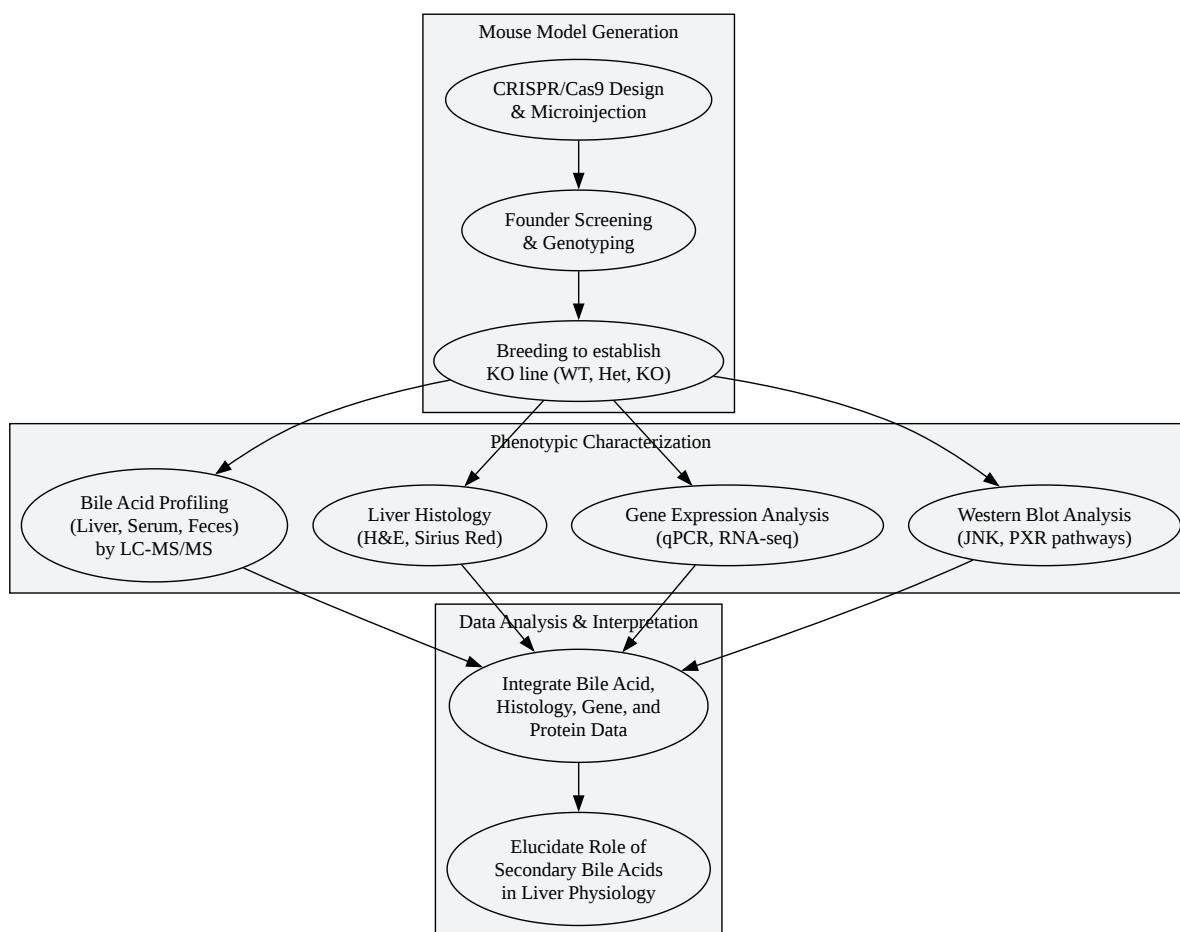 Mouse Model Generation
CRISPR/Cas9 Design
& Microinjection
Founder Screening
& Genotyping
Breeding to establish
KO line (WT, Het, KO)
Phenotypic Characterization
Bile Acid Profiling
(Liver, Serum, Feces)
by LC-MS/MS
Liver Histology
(H&E, Sirius Red)
Gene Expression Analysis
(qPCR, RNA-seq)
Western Blot Analysis
(JNK, PXR pathways)
Data Analysis & Interpretation
Integrate Bile Acid,
Histology, Gene, and
Protein Data
Elucidate Role of
Secondary Bile Acids
in Liver Physiology